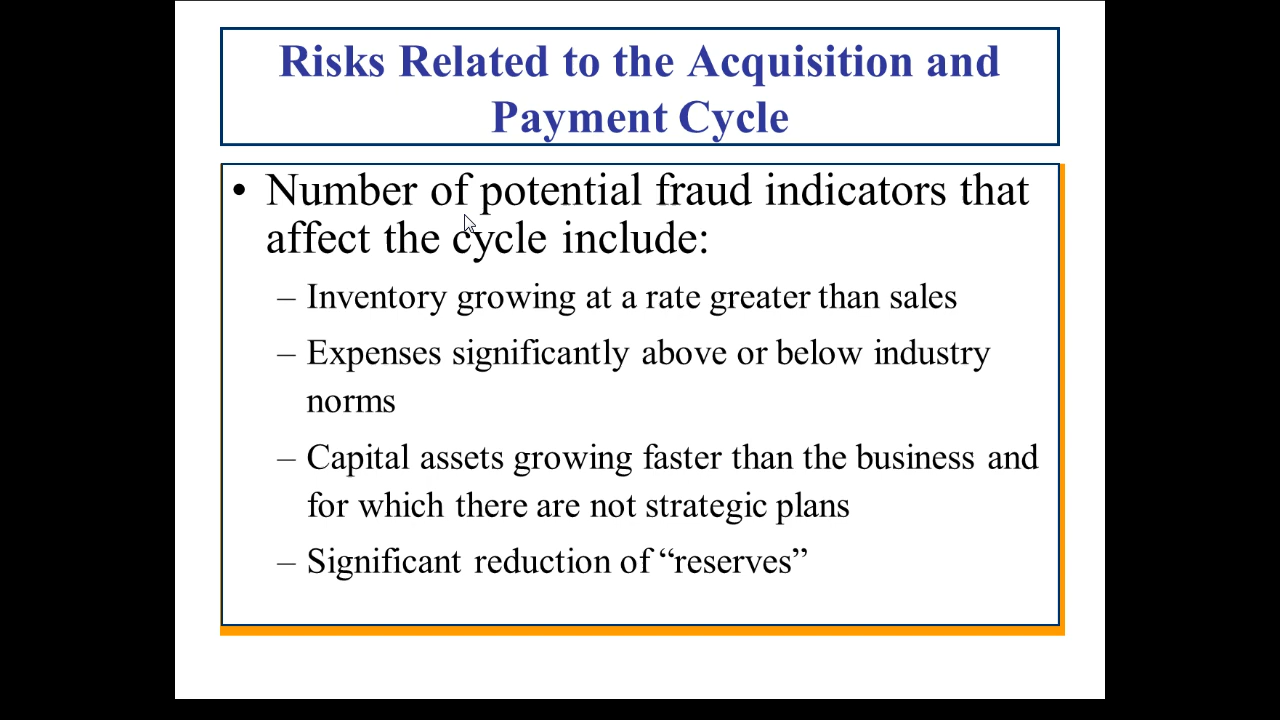 Risks Related to the Acquisition and
Payment Cycle
• Number of potential fraud indicators that
affect the cycle include:
– Inventory growing at a rate greater than sales
– Expenses significantly above or below industry
norms
– Capital assets growing faster than the business and
for which there are not strategic plans
– Significant reduction of “reserves”